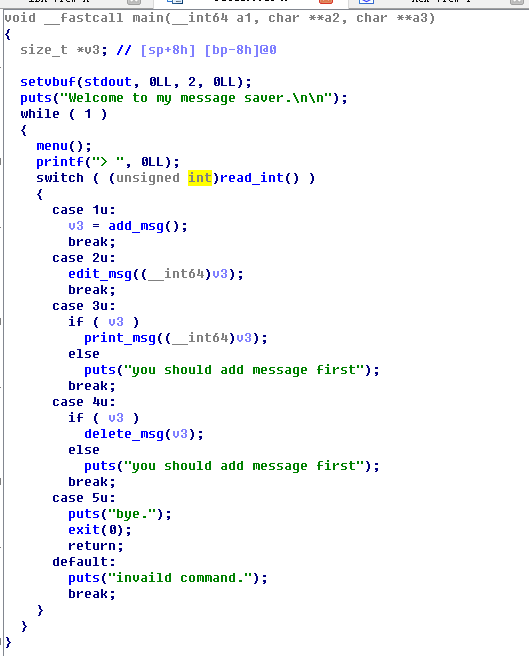 void __fastcall main(__int64 a1, char **a2, char **a3)
{
  size_t *v3; // [sp+8h] [bp-8h]@0

  setvbuf(stdout, 0LL, 2, 0LL);
  puts("Welcome to my message saver.\n\n");
  while ( 1 )
  {
    menu();
    printf("> ", 0LL);
    switch ( (unsigned int)read_int() )
    {
      case 1u:
        v3 = add_msg();
        break;
      case 2u:
        edit_msg((__int64)v3);
        break;
      case 3u:
        if ( v3 )
          print_msg((__int64)v3);
        else
          puts("you should add message first");
        break;
      case 4u:
        if ( v3 )
          delete_msg(v3);
        else
          puts("you should add message first");
        break;
      case 5u:
        puts("bye.");
        exit(0);
        return;
      default:
        puts("invaild command.");
        break;
    }
  }
}